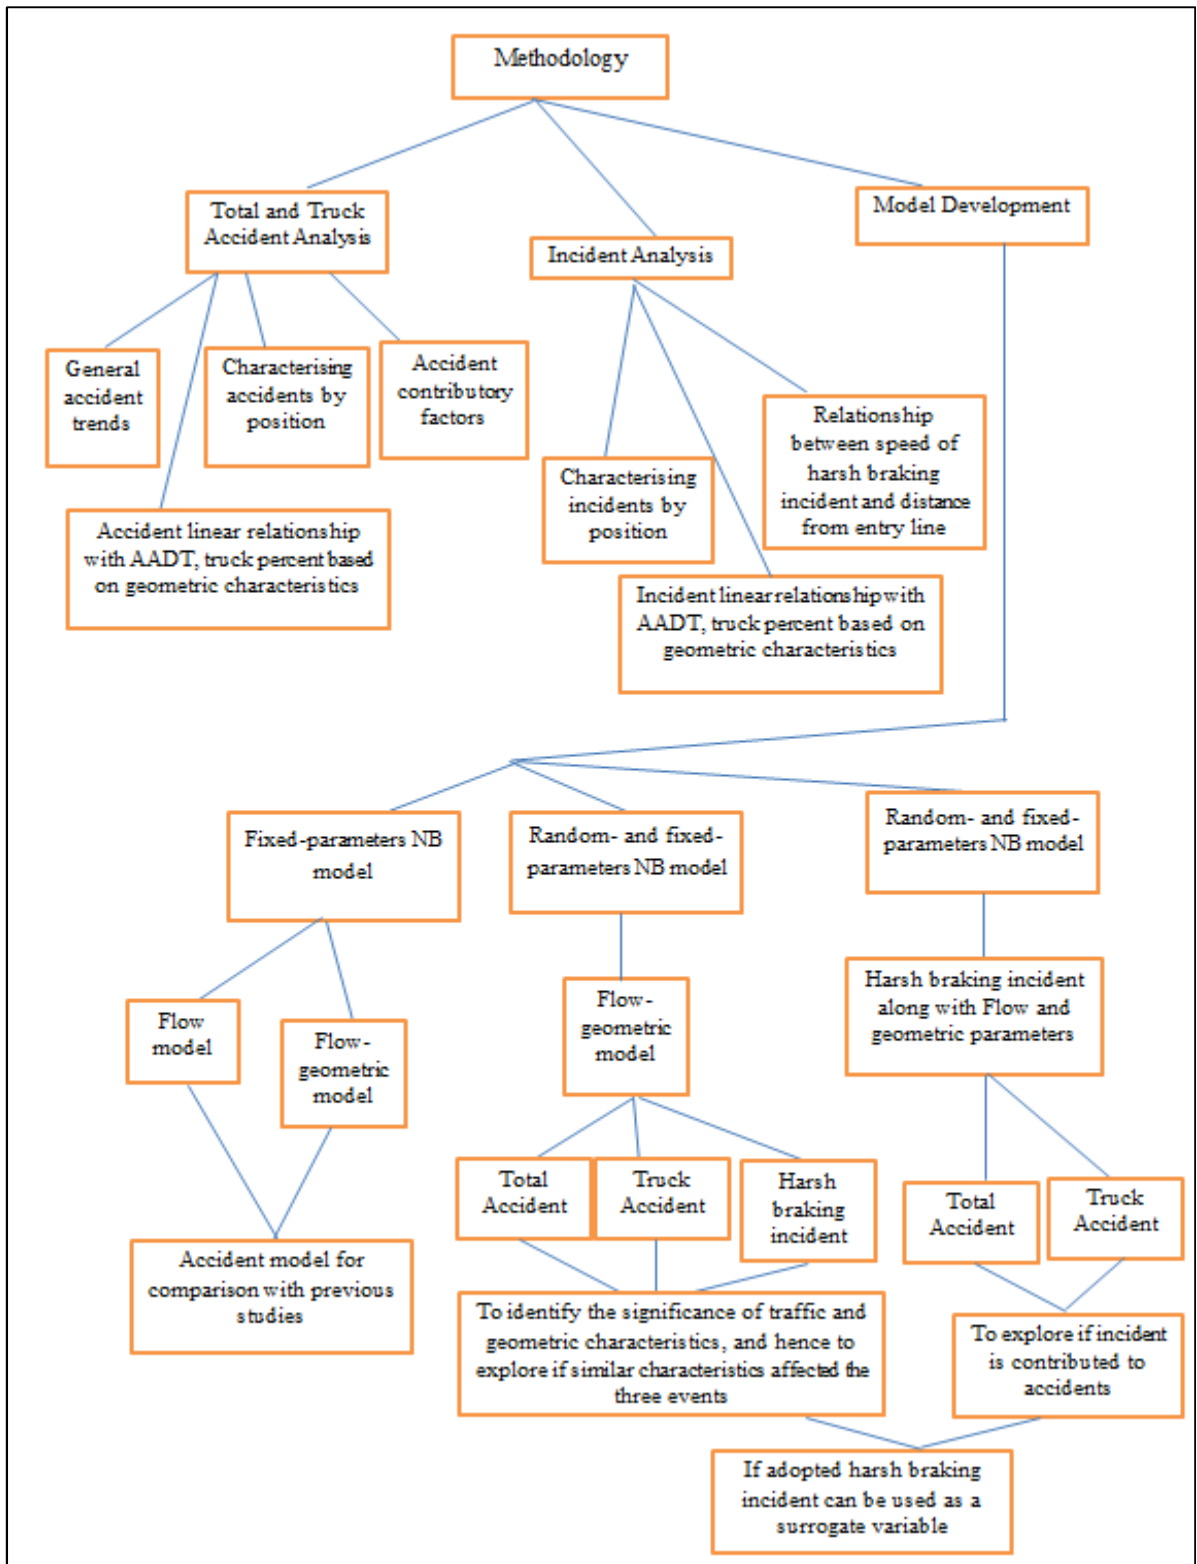 Methodology
Total and Truck
Accident Analysis
Incident Analysis
Model Development
General
accident
trends
Characterising
accidents by
position
Accident
contributory
factors
Accident linear relationship
with AADT, truck percent based
on geometric characteristics
Characterising
incidents by
position
Relationship
between speed of
harsh braking
incident and distance
from entry line
Incident linear relationship with
AADT, truck percent based on
geometric characteristics
Fixed-parameters NB
model
Random- and fixed-
parameters NB model
Random- and fixed-
parameters NB model
Flow
model
Flow-
geometric
model
Flow-
geometric
model
Harsh braking incident
along with Flow and
geometric parameters
Total
Accident
Truck
Accident
Harsh
braking
incident
Total
Accident
Truck
Accident
Accident model for
comparison with previous
studies
To identify the significance of traffic and
geometric characteristics, and hence to
explore if similar characteristics affected the
three events
To explore if incident
is contributed to
accidents
If adopted harsh braking
incident can be used as a
surrogate variable